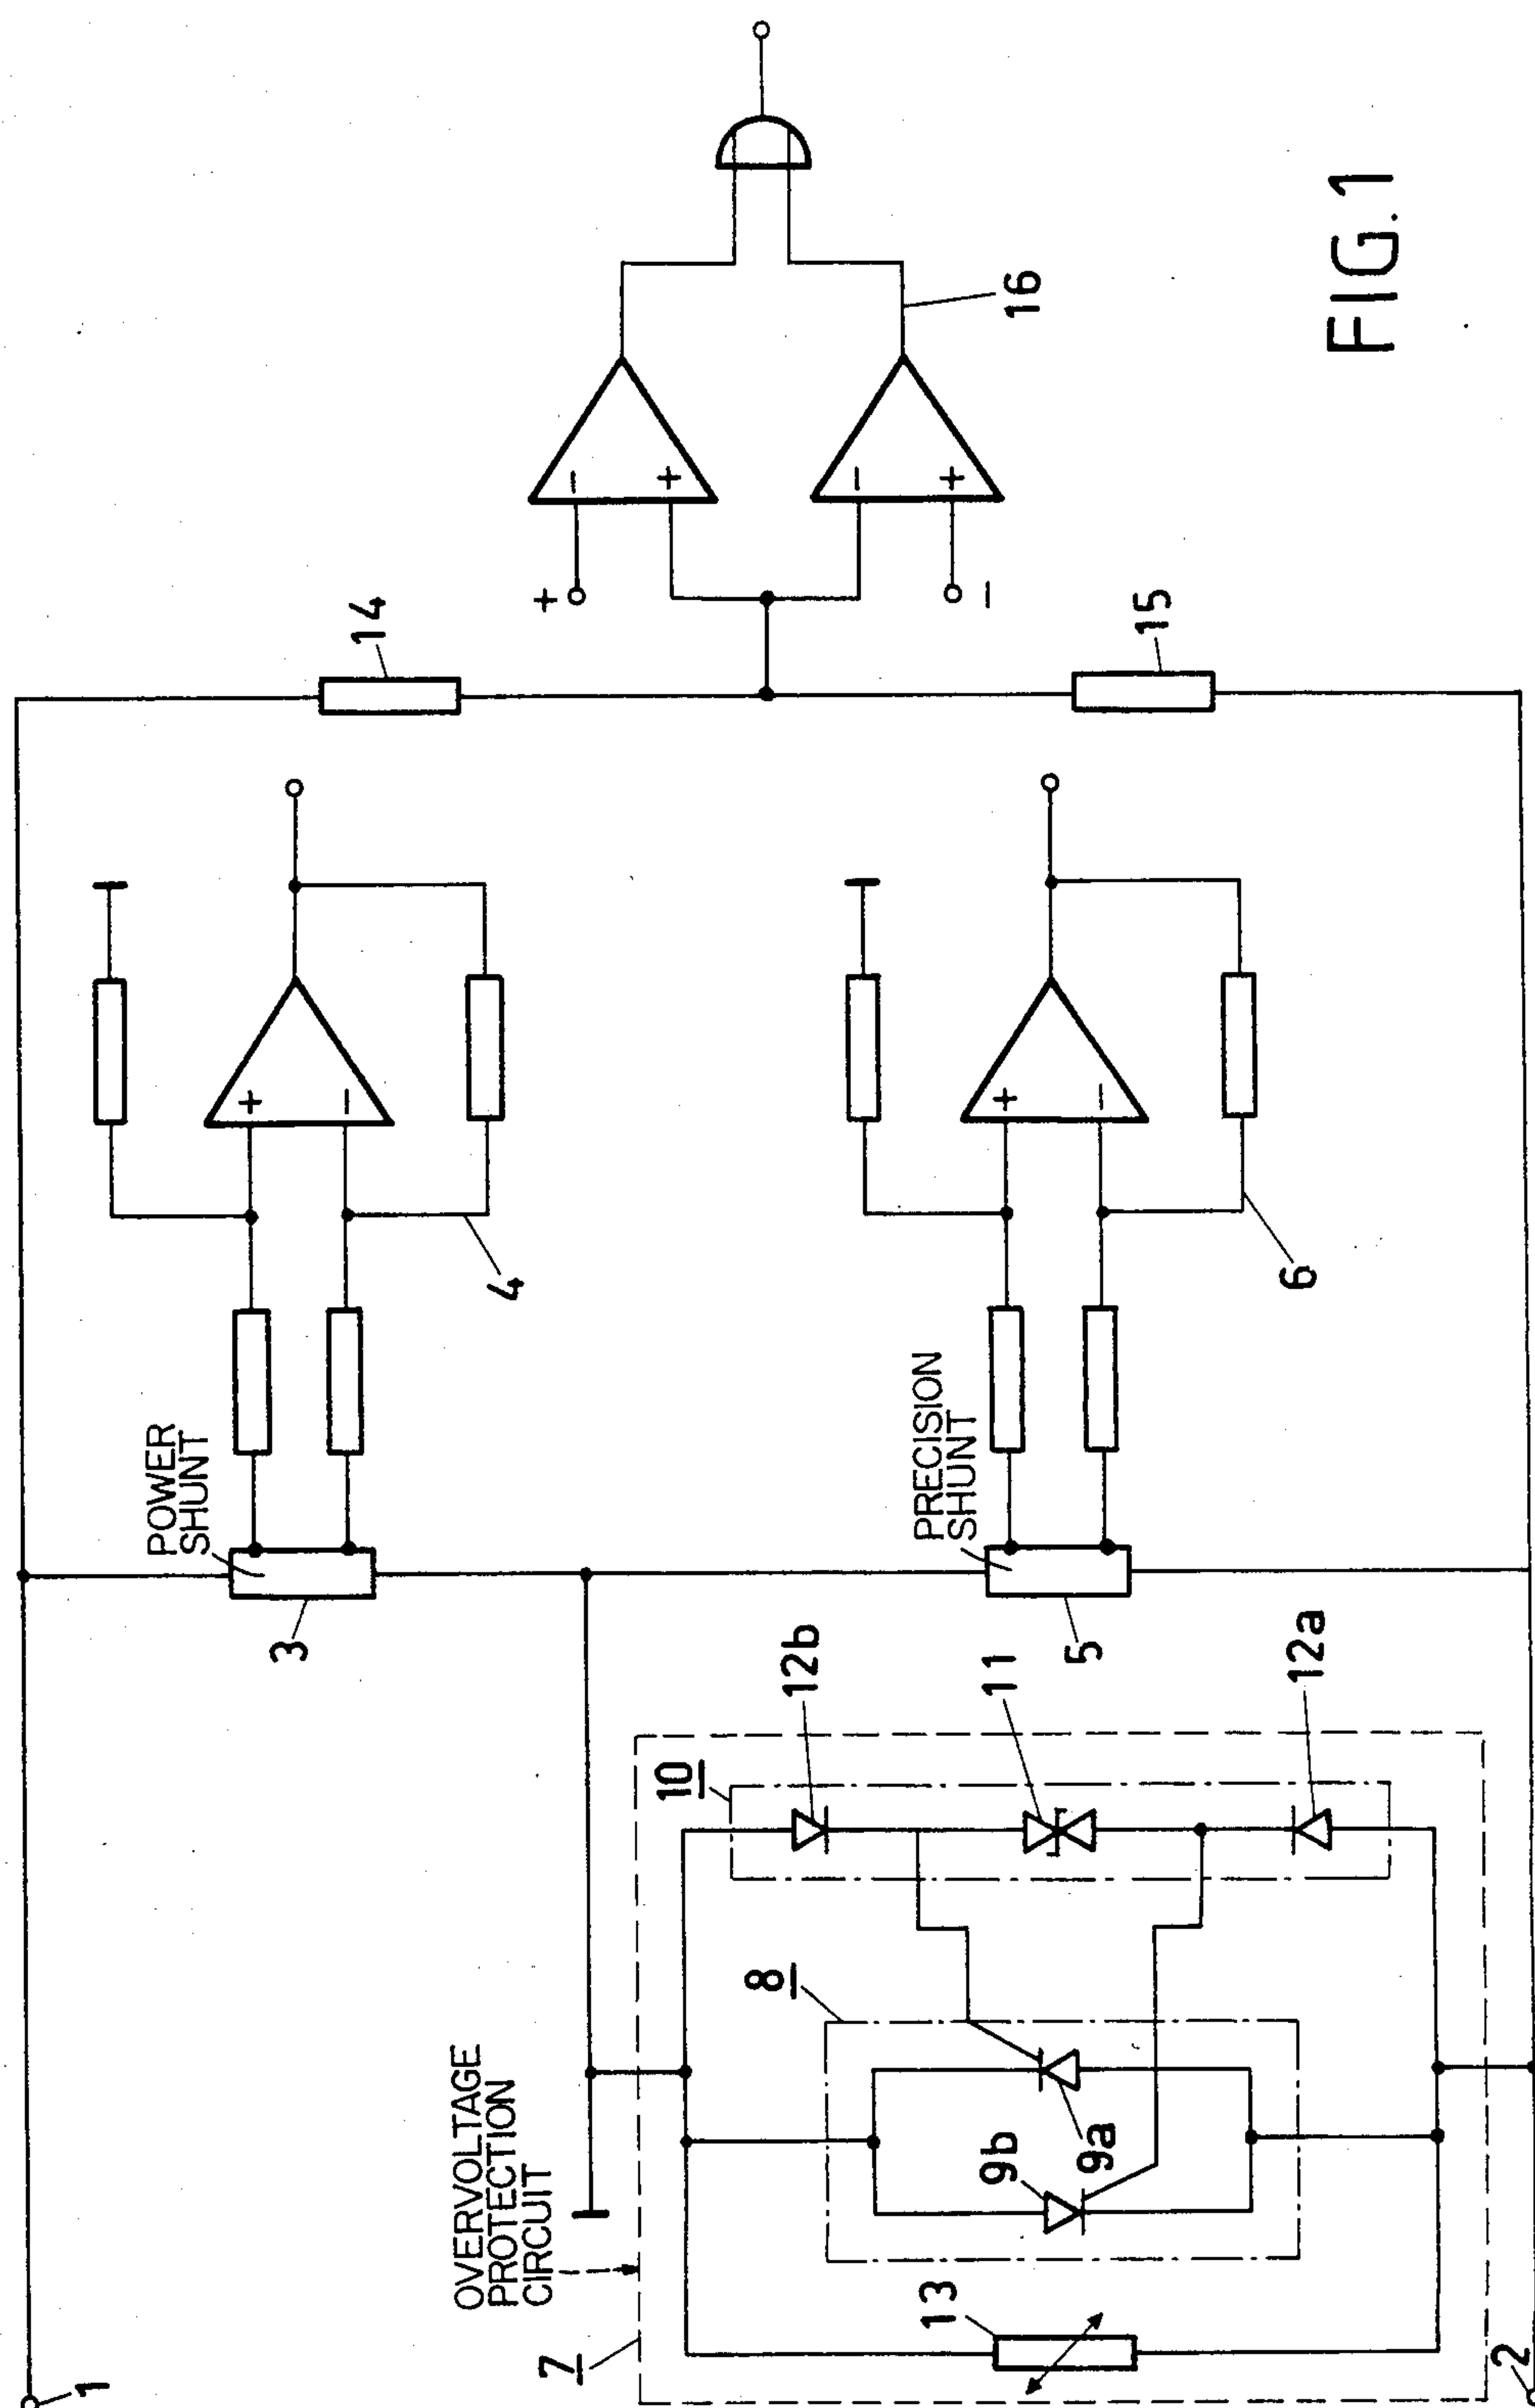 1
2
POWER
SHUNT
3
4
PRECISION
SHUNT
5
6
OVERVOLTAGE
PROTECTION
CIRCUIT
7
8
9b
9a
10
12b
11
12a
13
14
15
16
+
-
+
-
+
-
-
+
+
-
FIG. 1